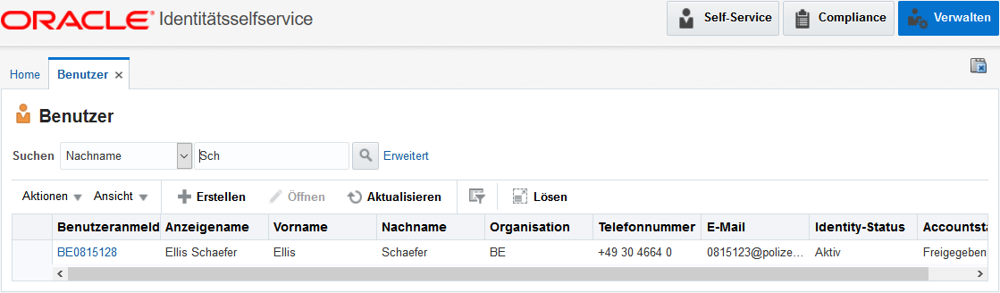 ORACLE® Identitätsselfservice Self-Service Compliance Verwalten
Home Benutzer
Benutzer
Suchen Nachname Sch Erweitert
Aktionen Ansicht Erstellen Öffnen Aktualisieren Lösen
Benutzeranmeld Anzeigename Vorname Nachname Organisation Telefonnummer E-Mail Identity-Status Accountsta
BE0815128 Ellis Schaefer Ellis Schaefer BE +49 30 4664 0 0815123@polize... Aktiv Freigegeben